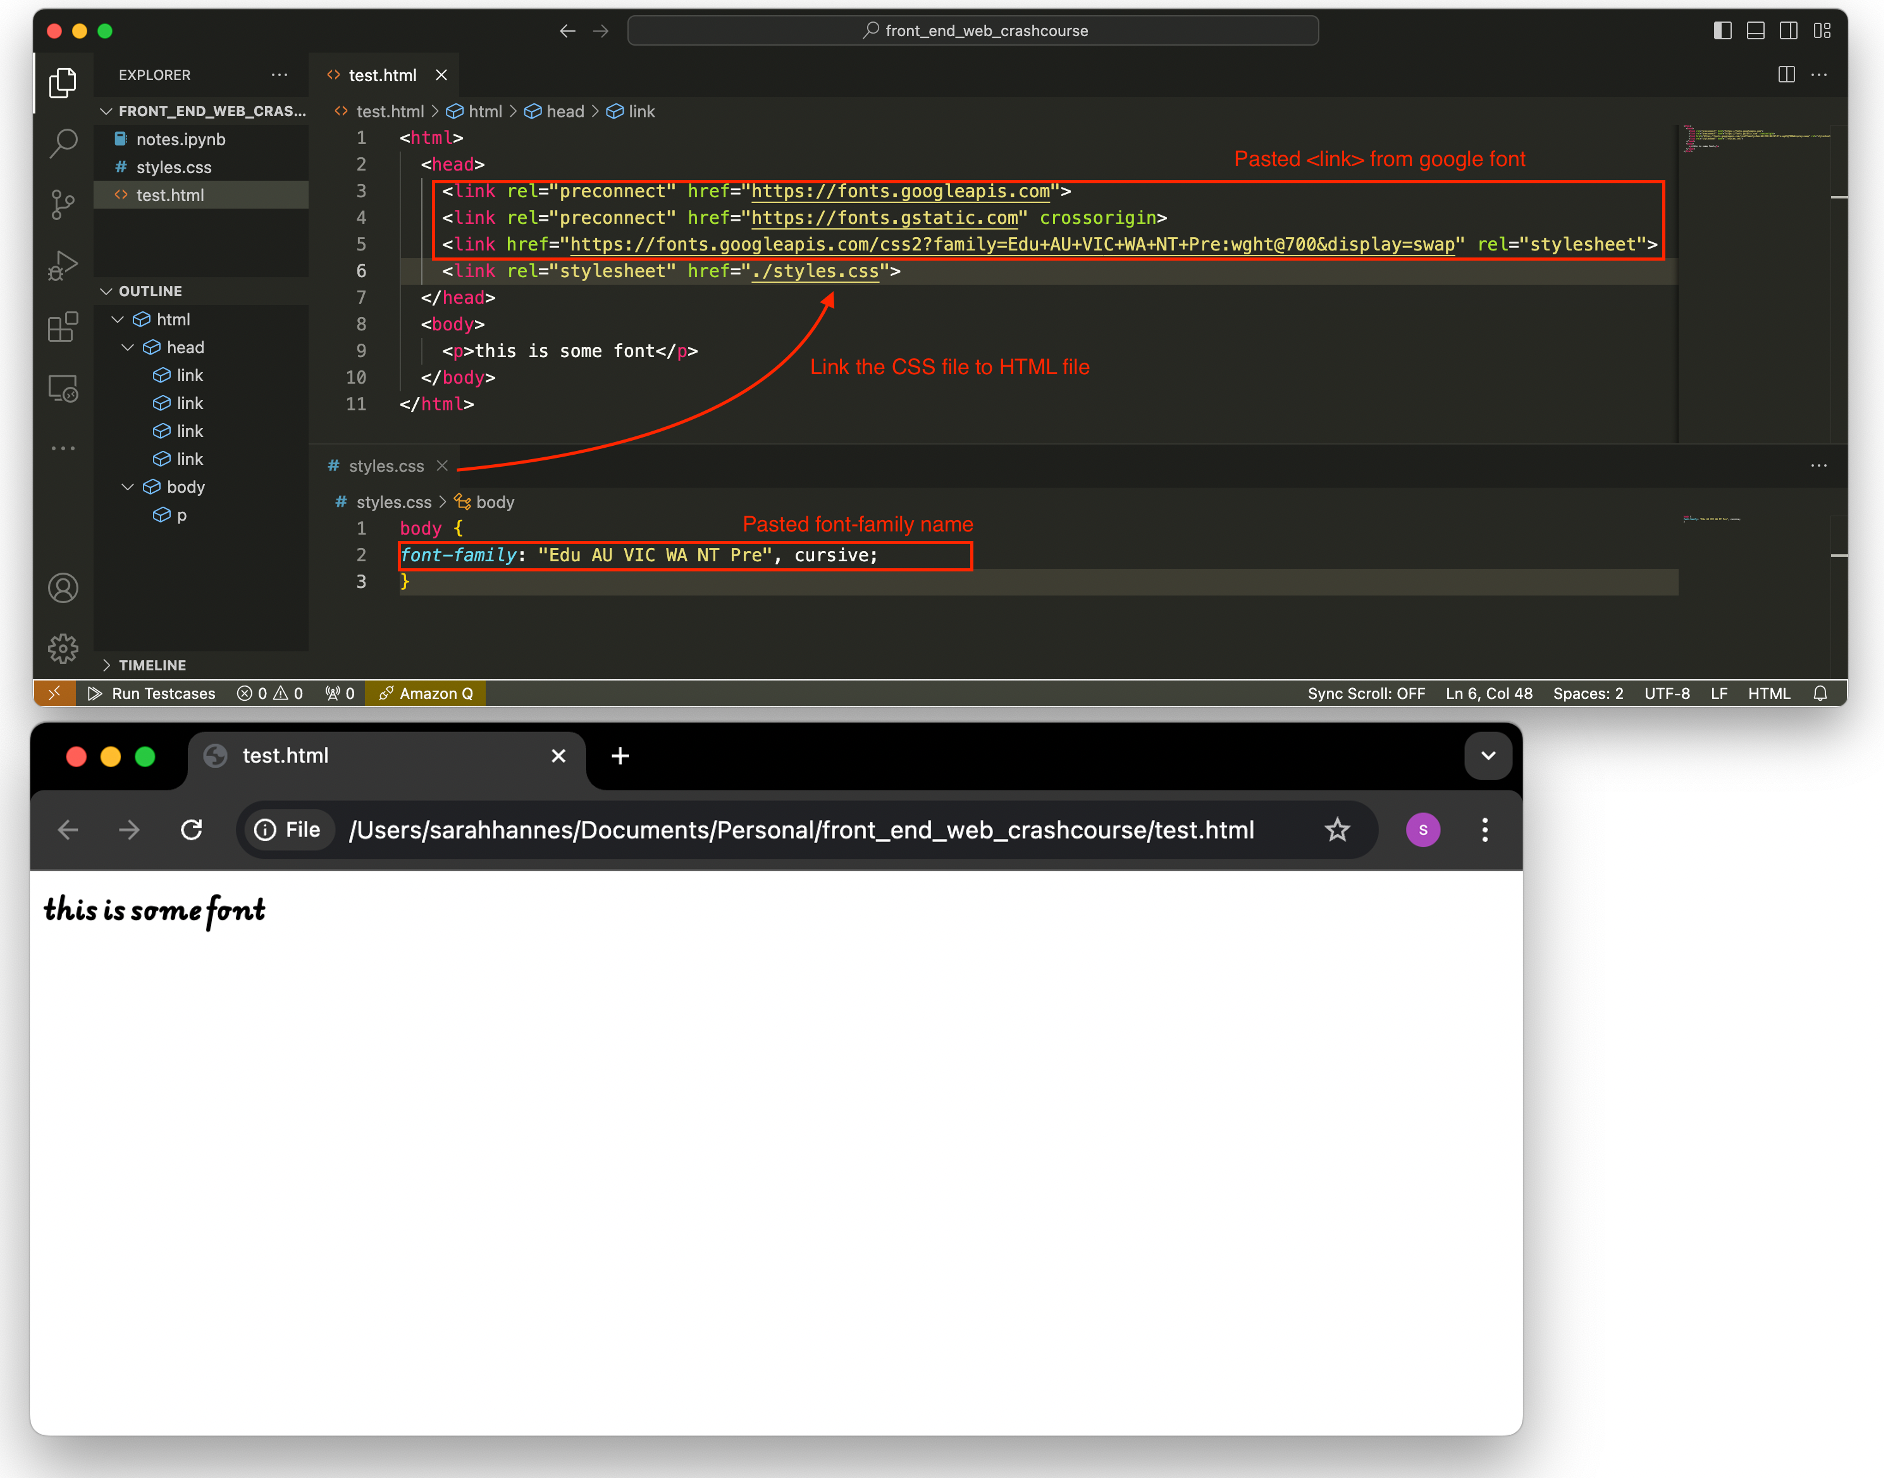 front_end_web_crashcourse
EXPLORER
FRONT_END_WEB_CRAS...
notes.ipynb
# styles.css
<> test.html
OUTLINE
html
head
link
link
link
link
body
p
TIMELINE
<> test.html
<> test.html > html > head > link
Pasted <link> from google font
1 <html>
2 <head>
3 <link rel="preconnect" href="https://fonts.googleapis.com">
4 <link rel="preconnect" href="https://fonts.gstatic.com" crossorigin>
5 <link href="https://fonts.googleapis.com/css2?family=Edu+AU+VIC+WA+NT+Pre:wght@700&display=swap" rel="stylesheet">
6 <link rel="stylesheet" href="./styles.css">
7 </head>
8 <body>
9 <p>this is some font</p>
10 </body>
11 </html>
Link the CSS file to HTML file
# styles.css
# styles.css > body
Pasted font-family name
1 body {
2 font-family: "Edu AU VIC WA NT Pre", cursive;
3 }
Run Testcases 0 0 0 Amazon Q Sync Scroll: OFF Ln 6, Col 48 Spaces: 2 UTF-8 LF HTML
test.html
File /Users/sarahhannes/Documents/Personal/front_end_web_crashcourse/test.html S
this is some font